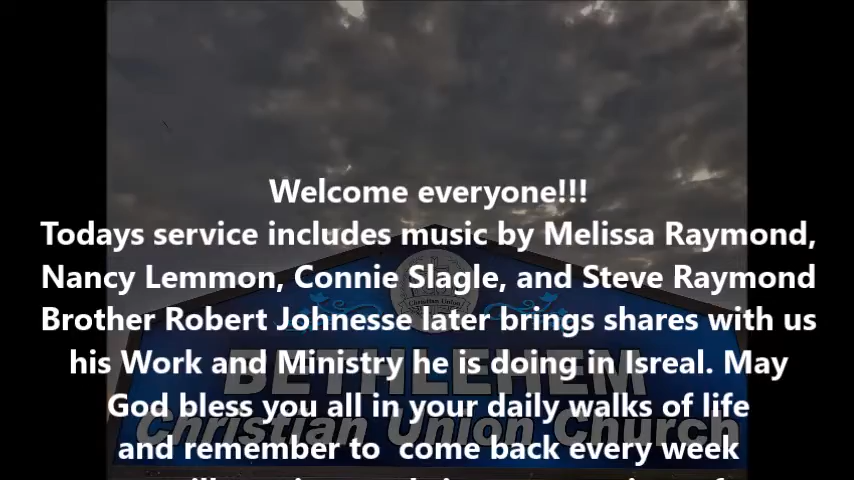 Welcome everyone!!!
Todays service includes music by Melissa Raymond,
Nancy Lemmon, Connie Slagle, and Steve Raymond
Brother Robert Johnesse later brings shares with us
his Work and Ministry he is doing in Isreal. May
God bless you all in your daily walks of life
and remember to  come back every week
BETHLEHEM
Christian Union Church
Christian Union